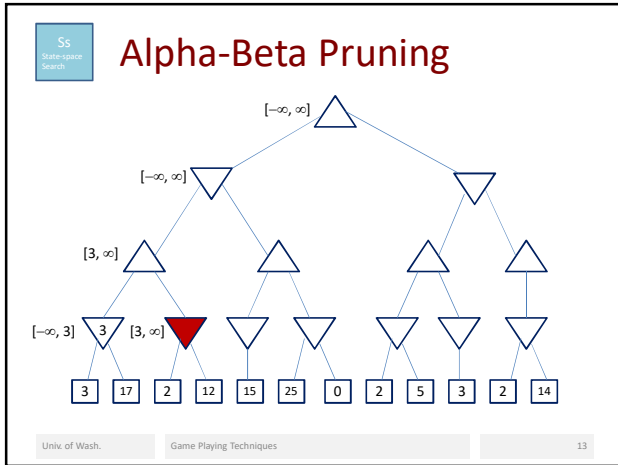 Ss
State-space
Search
Alpha-Beta Pruning
[−∞, ∞]
[−∞, ∞]
[3, ∞]
[−∞, 3] 3 [3, ∞]
3 17 2 12 15 25 0 2 5 3 2 14
Univ. of Wash. Game Playing Techniques 13